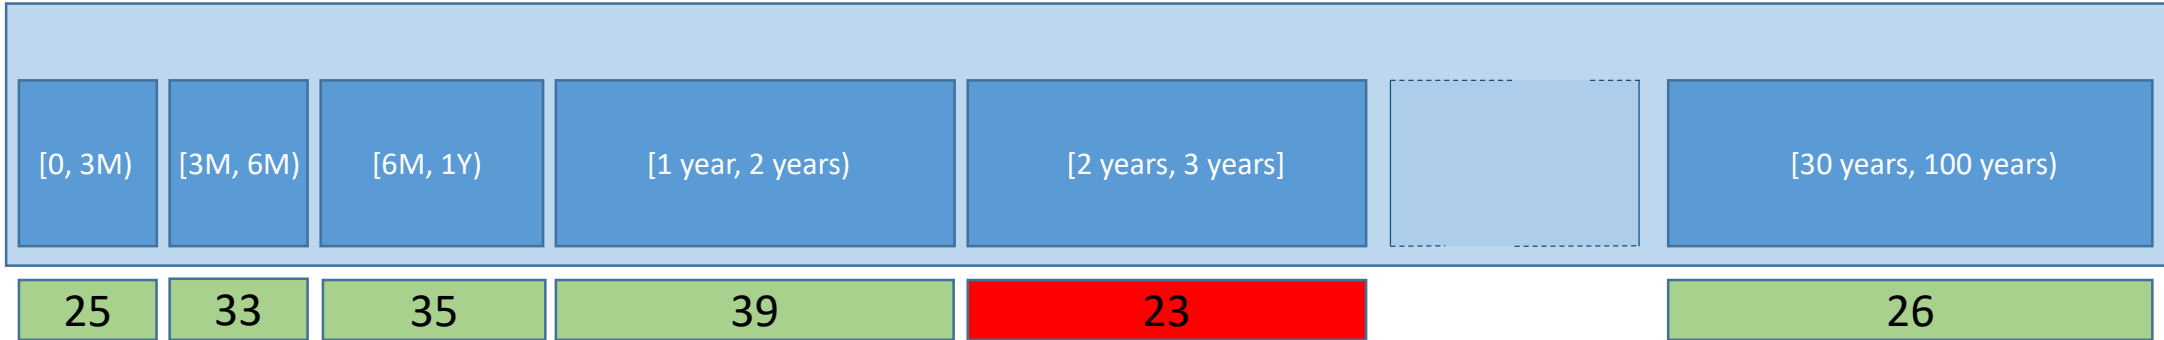 [0, 3M)
[3M, 6M)
[6M, 1Y)
[1 year, 2 years)
[2 years, 3 years]
[30 years, 100 years)
25
33
35
39
23
26